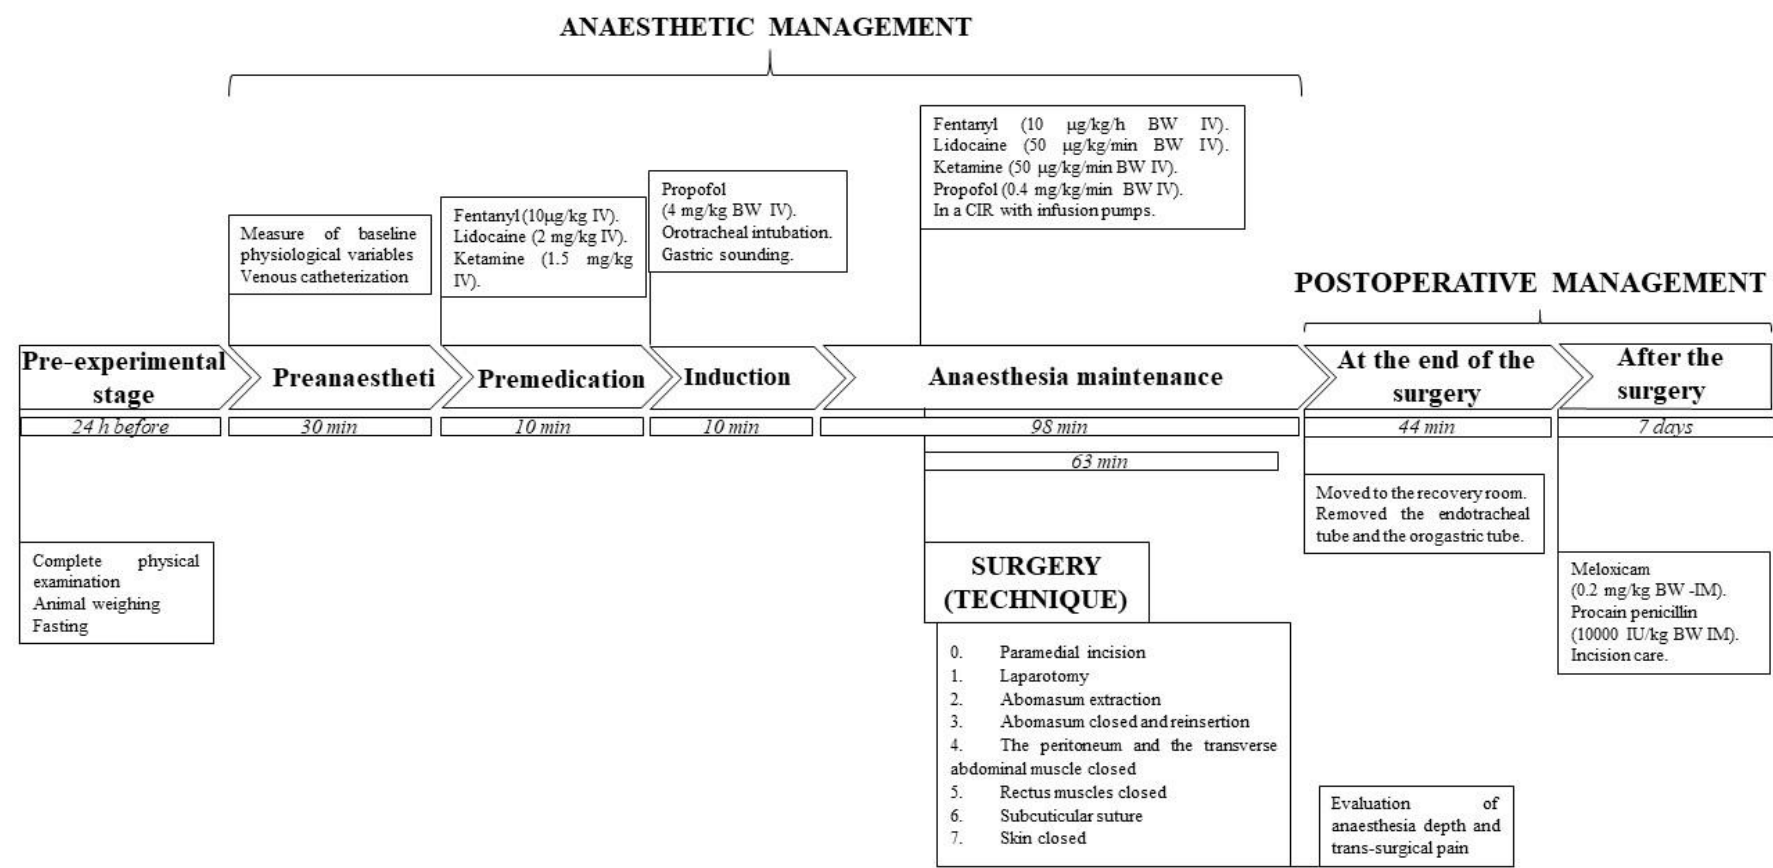 ANAESTHETIC MANAGEMENT
Fentanyl (10 µg/kg/h BW IV).
Lidocaine (50 µg/kg/min BW IV).
Ketamine (50 µg/kg/min BW IV).
Propofol (0.4 mg/kg/min BW IV).
In a CIR with infusion pumps.
Propofol
(4 mg/kg BW IV).
Orotracheal intubation.
Gastric sounding.
Fentanyl (10µg/kg IV).
Lidocaine (2 mg/kg IV).
Ketamine (1.5 mg/kg
IV).
Measure of baseline
physiological variables
Venous catheterization
POSTOPERATIVE MANAGEMENT
Pre-experimental
stage
Preanaestheti
Premedication
Induction
Anaesthesia maintenance
At the end of the
surgery
After the
surgery
24 h before
30 min
10 min
10 min
98 min
44 min
7 days
63 min
Moved to the recovery room.
Removed the endotracheal
tube and the orogastric tube.
Complete physical
examination
Animal weighing
Fasting
SURGERY
(TECHNIQUE)
Meloxicam
(0.2 mg/kg BW -IM).
Procain penicillin
(10000 IU/kg BW IM).
Incision care.
0. Paramedial incision
1. Laparotomy
2. Abomasum extraction
3. Abomasum closed and reinsertion
4. The peritoneum and the transverse
abdominal muscle closed
5. Rectus muscles closed
6. Subcuticular suture
7. Skin closed
Evaluation of
anaesthesia depth and
trans-surgical pain